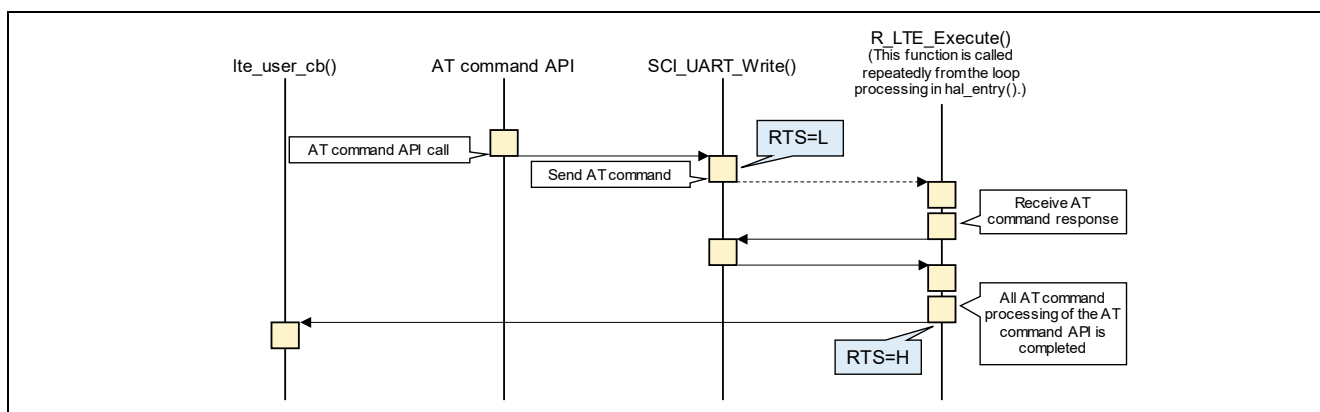 R_LTE_Execute()
(This function is called
repeatedly from the loop
processing in hal_entry().)
lte_user_cb()
AT command API
SCI_UART_Write()
RTS=L
AT command API call
Send AT command
Receive AT
command response
All AT command
processing of the AT
command API is
completed
RTS=H